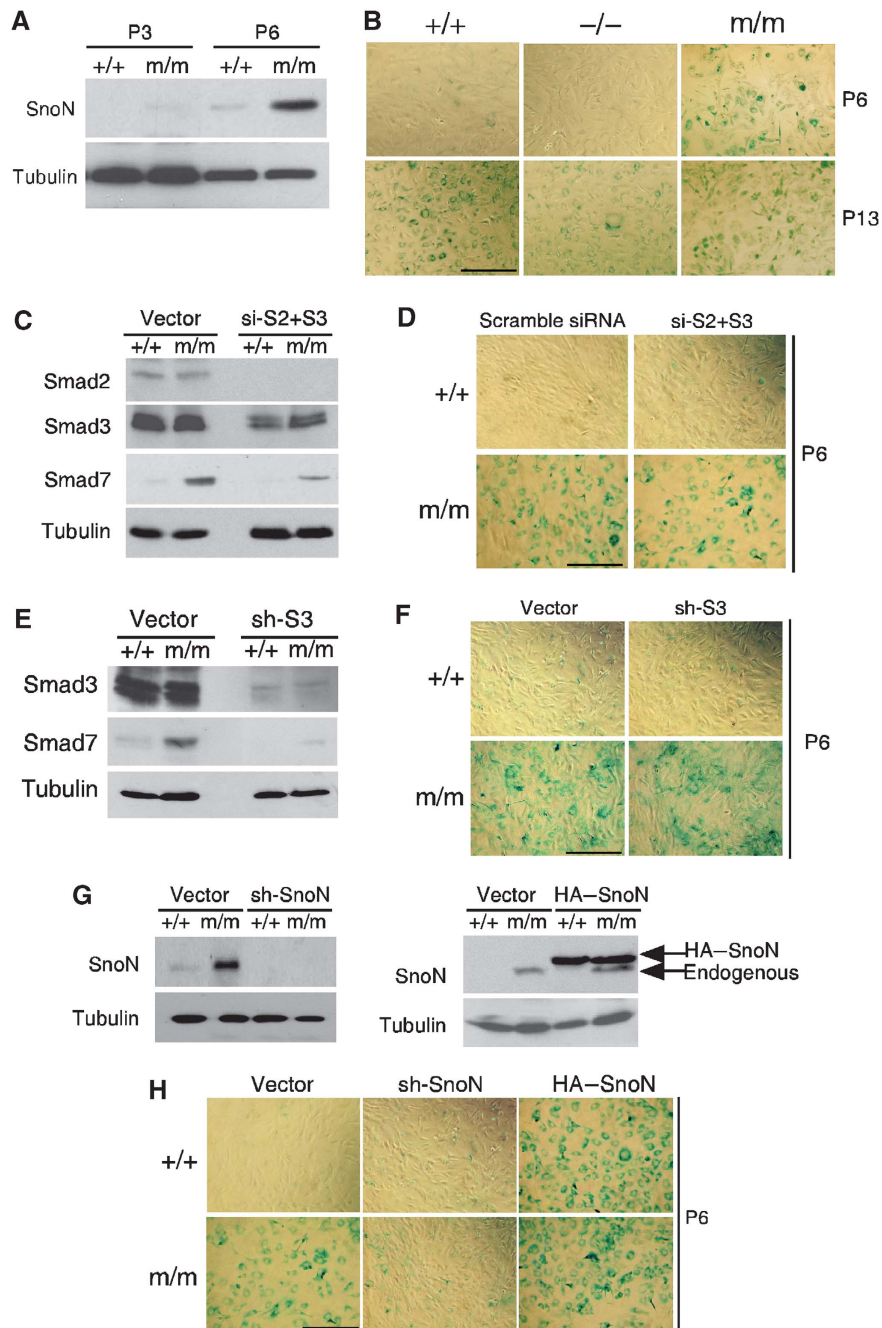 A
P3 P6
+/+ m/m +/+ m/m
SnoN
Tubulin
B
+/+ −/− m/m
P6
P13
C
Vector si-S2+S3
+/+ m/m +/+ m/m
Smad2
Smad3
Smad7
Tubulin
D
Scramble siRNA si-S2+S3
+/+
m/m
P6
E
Vector sh-S3
+/+ m/m +/+ m/m
Smad3
Smad7
Tubulin
F
Vector sh-S3
+/+
m/m
P6
G
Vector sh-SnoN
+/+ m/m +/+ m/m
SnoN
Tubulin
Vector HA–SnoN
+/+ m/m +/+ m/m
SnoN
HA–SnoN
Endogenous
Tubulin
H
Vector sh-SnoN HA–SnoN
+/+
m/m
P6